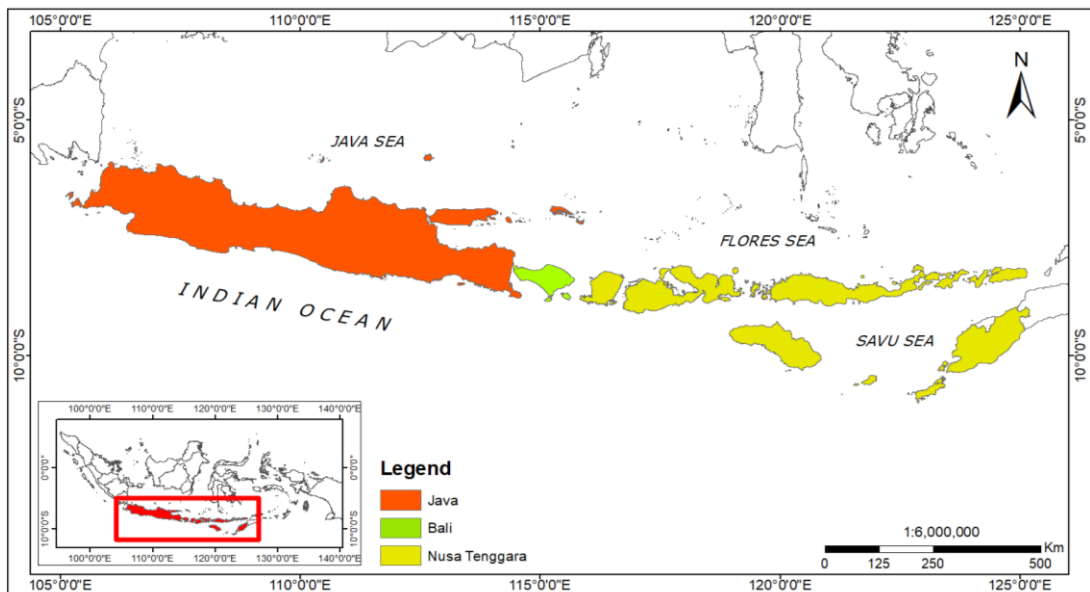 105°0'0"E 110°0'0"E 115°0'0"E 120°0'0"E 125°0'0"E
N
5°0'0"S 5°0'0"S
JAVA SEA
FLORES SEA
INDIAN OCEAN
SAVU SEA
10°0'0"S 10°0'0"S
100°0'0"E 110°0'0"E 120°0'0"E 130°0'0"E 140°0'0"E
0°0'0" 0°0'0"
10°0'0"S 10°0'0"S
100°0'0"E 110°0'0"E 120°0'0"E 130°0'0"E 140°0'0"E
Legend
Java
Bali
Nusa Tenggara
1:6,000,000
Km
0 125 250 500
105°0'0"E 110°0'0"E 115°0'0"E 120°0'0"E 125°0'0"E